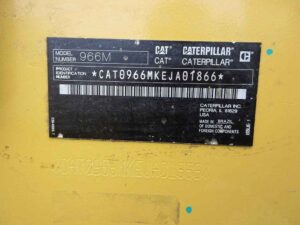 MODEL NUMBER 966M
CAT CATERPILLAR
CAT CATERPILLAR
PRODUCT IDENTIFICATION NUMBER
*CAT0966MKEJA01866*
CATERPILLAR INC.
PEORIA IL 61629
USA
MADE IN BRAZIL
DOMESTIC AND/OR
FOREIGN COMPONENTS